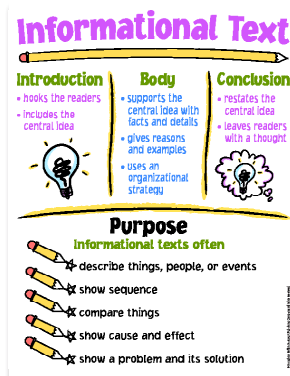 Informational Text
Introduction
• hooks the readers
• includes the
central idea
Body
• supports the
central idea with
facts and details
• gives reasons
and examples
• uses an
organizational
strategy
Conclusion
• restates the
central idea
• leaves readers
with a thought
Purpose
Informational texts often
describe things, people, or events
show sequence
compare things
show cause and effect
show a problem and its solution